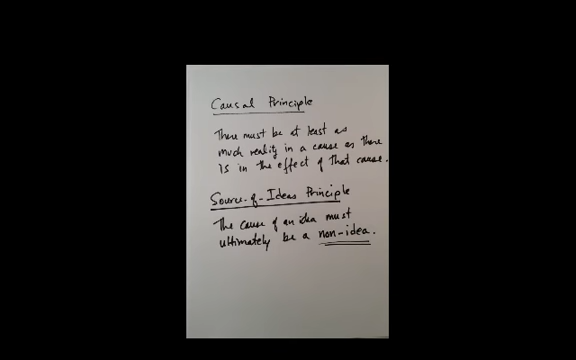 Causal Principle
There must be at least as
much reality in a cause as there
is in the effect of that cause.
Source-of-Ideas Principle
The cause of an idea must
ultimately be a non-idea.